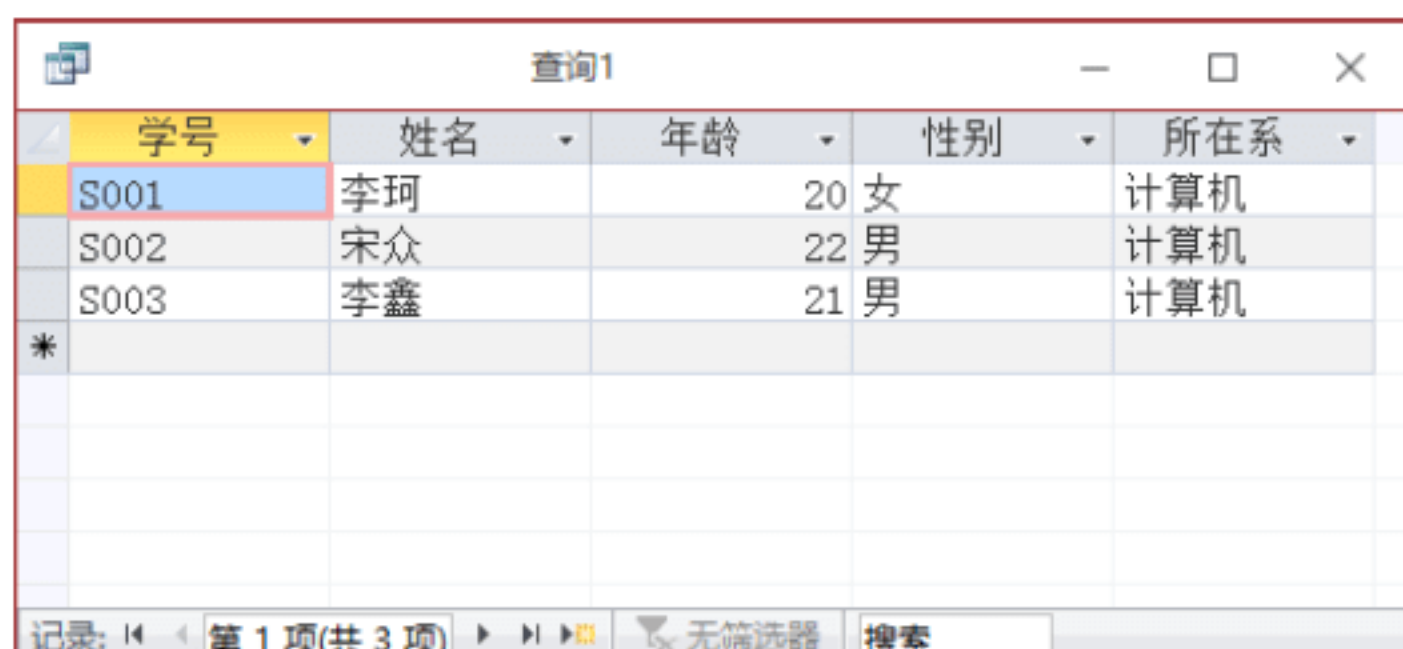 查询1
学号 姓名 年龄 性别 所在系
S001 李珂 20 女 计算机
S002 宋众 22 男 计算机
S003 李鑫 21 男 计算机
记录: 第 1 项(共 3 项) 无筛选器 搜索